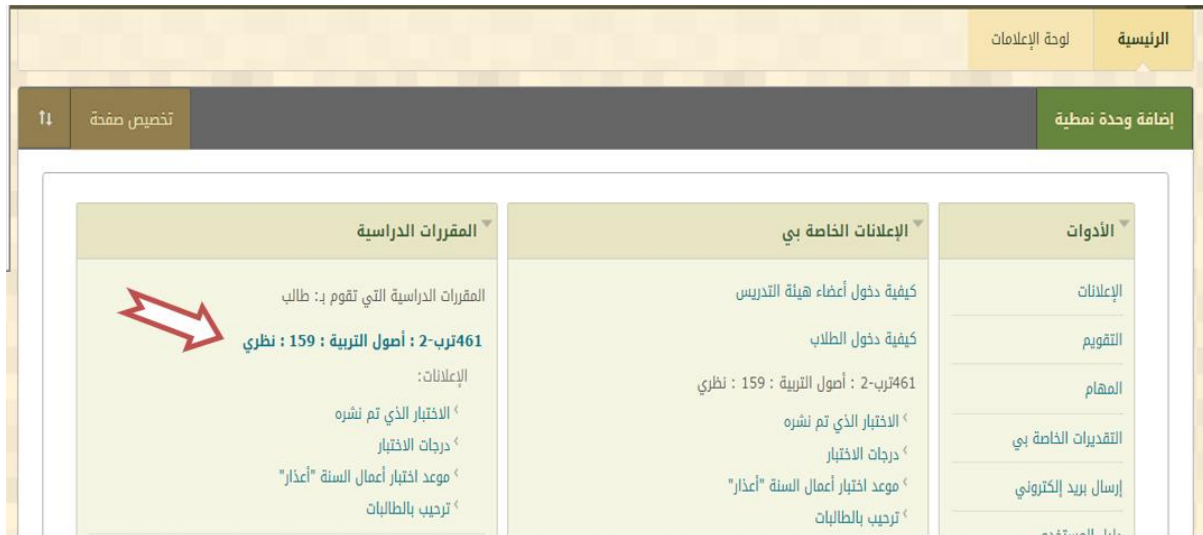 الرئيسية
لوحة الإعلامات
إضافة وحدة نمطية
تخصيص صفحة
الأدوات
الإعلانات
التقويم
المهام
التقديرات الخاصة بي
إرسال بريد إلكتروني
الإعلانات الخاصة بي
كيفية دخول أعضاء هيئة التدريس
كيفية دخول الطلاب
461ترب-2 : أصول التربية : 159 : نظري
الاختبار الذي تم نشره
درجات الاختبار
موعد اختبار أعمال السنة "أعذار"
ترحيب بالطالبات
المقررات الدراسية
المقررات الدراسية التي تقوم بـ: طالب
461ترب-2 : أصول التربية : 159 : نظري
الإعلانات:
الاختبار الذي تم نشره
درجات الاختبار
موعد اختبار أعمال السنة "أعذار"
ترحيب بالطالبات